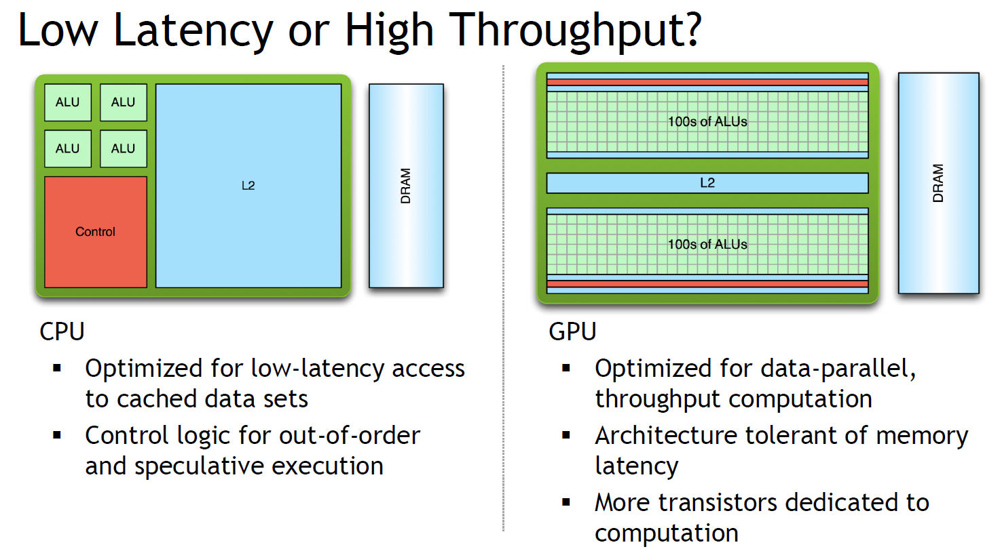 Low Latency or High Throughput?
ALU ALU
ALU ALU
Control
L2
DRAM
100s of ALUs
L2
100s of ALUs
DRAM
CPU
▪ Optimized for low-latency access
to cached data sets
▪ Control logic for out-of-order
and speculative execution
GPU
▪ Optimized for data-parallel,
throughput computation
▪ Architecture tolerant of memory
latency
▪ More transistors dedicated to
computation